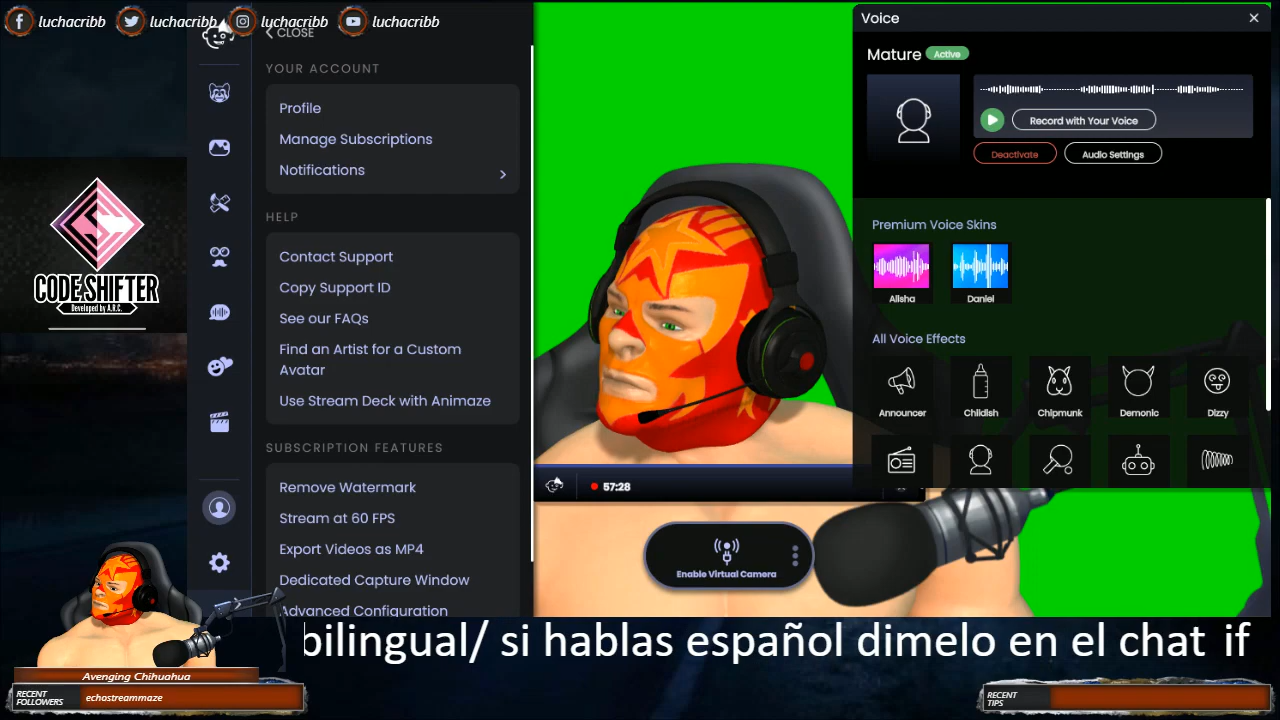 luchacribb luchacribb luchacribb luchacribb
CLOSE
YOUR ACCOUNT
Profile
Manage Subscriptions
Notifications
HELP
Contact Support
Copy Support ID
See our FAQs
Find an Artist for a Custom
Avatar
Use Stream Deck with Animaze
SUBSCRIPTION FEATURES
Remove Watermark
Stream at 60 FPS
Export Videos as MP4
Dedicated Capture Window
Advanced Configuration
CODE SHIFTER
Developed by A.R.C.
57:28
Enable Virtual Camera
Voice
Mature Active
Record with Your Voice
Deactivate Audio Settings
Premium Voice Skins
Alisha Daniel
All Voice Effects
Announcer Childish Chipmunk Demonic Dizzy
bilingual/ si hablas español dimelo en el chat if
Avenging Chihuahua
RECENT
FOLLOWERS
echostreammaze
RECENT
TIPS